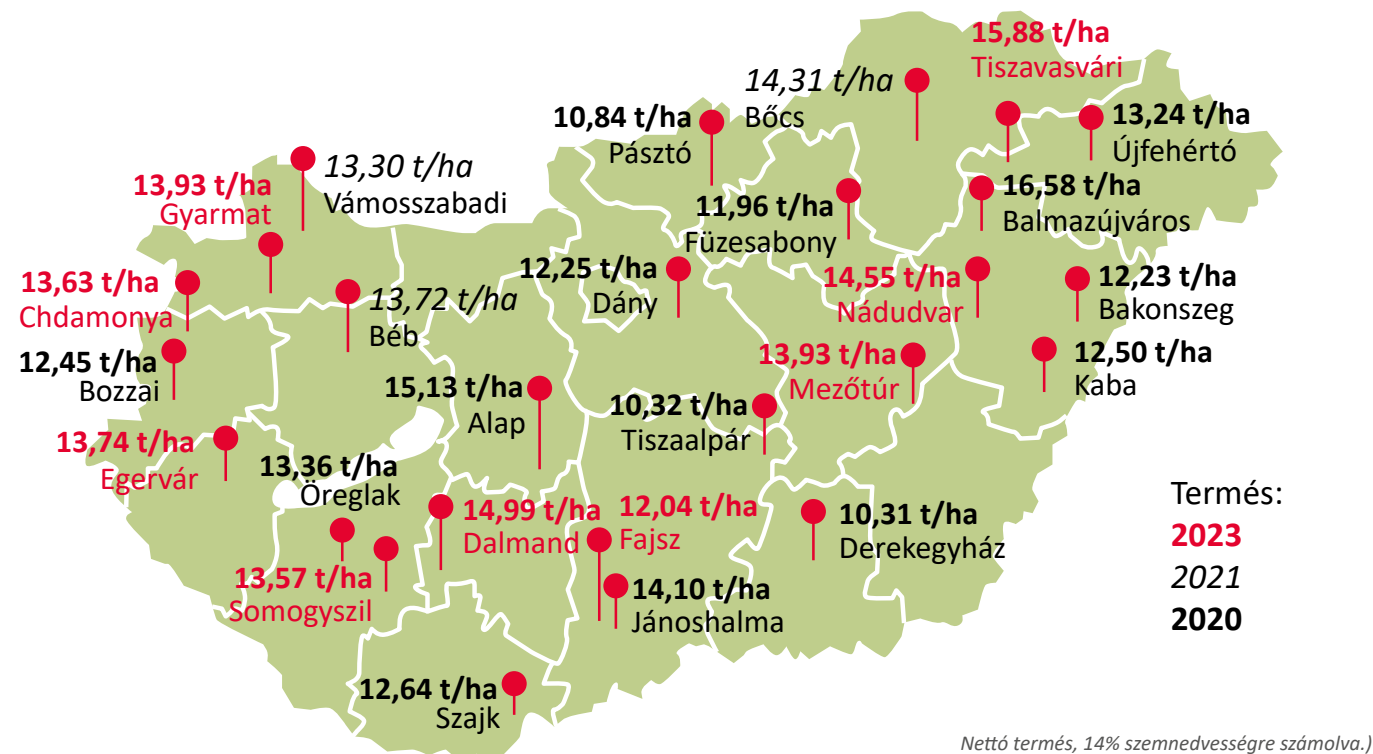 15,88 t/ha
Tiszavasvári
14,31 t/ha
Bőcs
10,84 t/ha
Pásztó
13,24 t/ha
Újfehértó
13,30 t/ha
Vámosszabadi
13,93 t/ha
Gyarmat
16,58 t/ha
Balmazújváros
11,96 t/ha
Füzesabony
12,25 t/ha
Dány
14,55 t/ha
Nádudvar
12,23 t/ha
Bakonszeg
13,63 t/ha
Chdamonya
13,72 t/ha
Béb
12,45 t/ha
Bozzai
13,93 t/ha
Mezőtúr
12,50 t/ha
Kaba
15,13 t/ha
Alap
10,32 t/ha
Tiszaalpár
13,74 t/ha
Egervár
13,36 t/ha
Öreglak
14,99 t/ha
Dalmand
12,04 t/ha
Fajsz
10,31 t/ha
Derekegyház
13,57 t/ha
Somogyszil
14,10 t/ha
Jánoshalma
12,64 t/ha
Szajk
Termés:
2023
2021
2020
Nettó termés, 14% szemnedvességre számolva.)